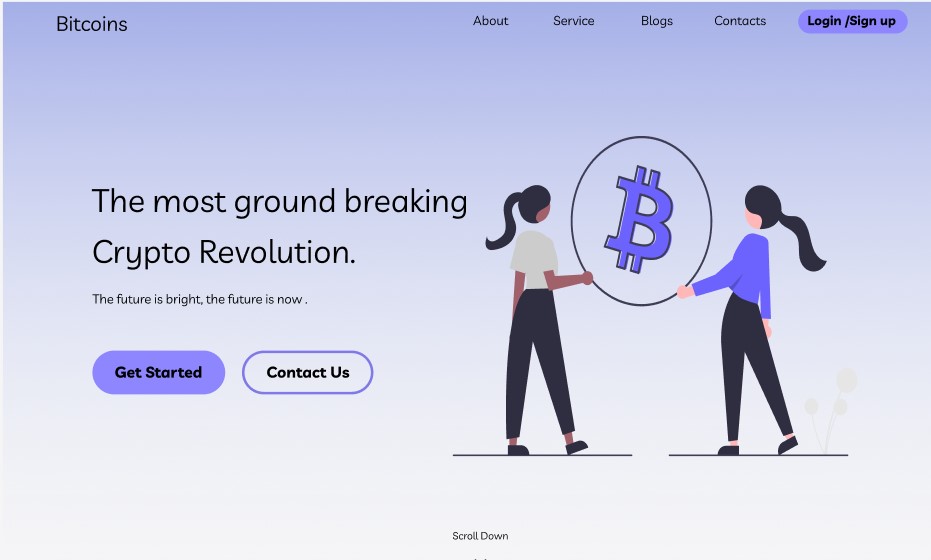 Bitcoins
About Service Blogs Contacts Login /Sign up
The most ground breaking
Crypto Revolution.
The future is bright, the future is now .
Get Started Contact Us
Scroll Down